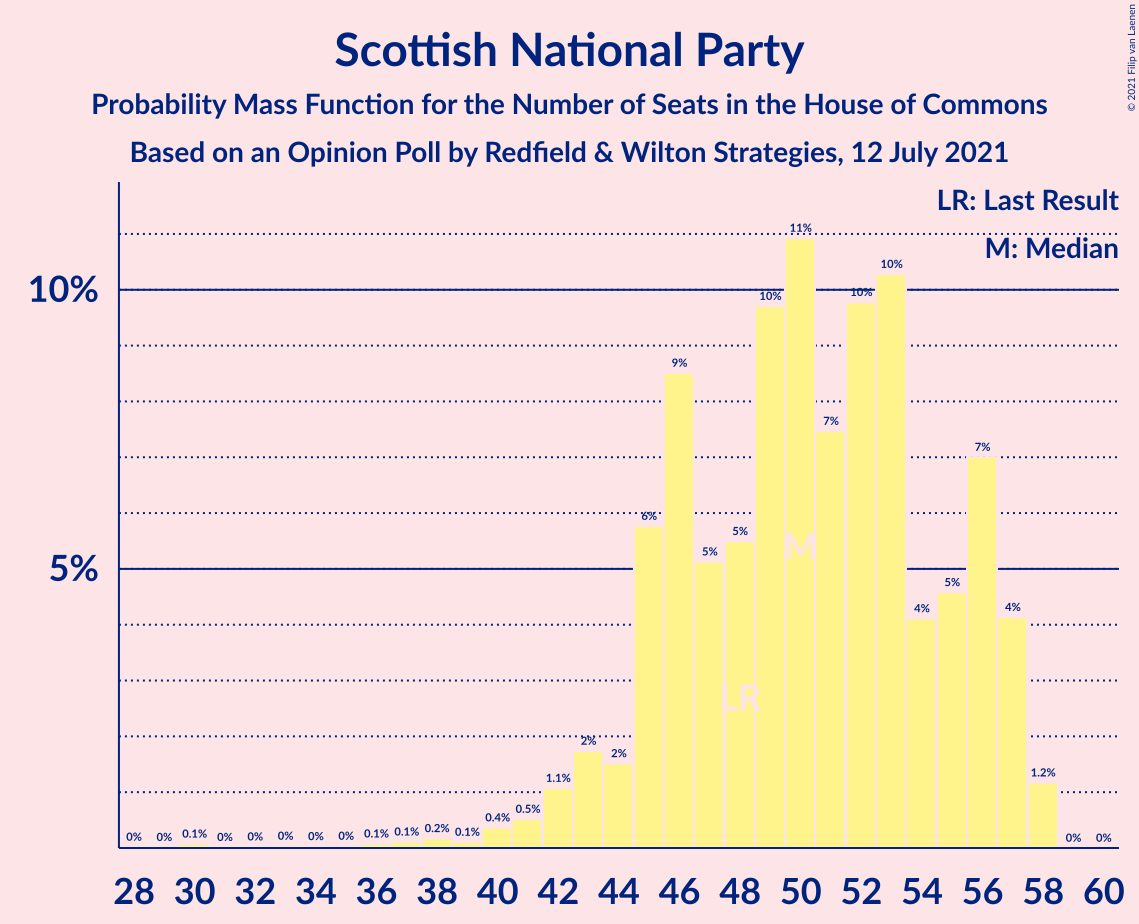 Scottish National Party
Probability Mass Function for the Number of Seats in the House of Commons
Based on an Opinion Poll by Redfield & Wilton Strategies, 12 July 2021
© 2021 Filip van Laenen
LR: Last Result
M: Median
10%
5%
0% 0% 0.1% 0% 0% 0% 0% 0% 0.1% 0.1% 0.2% 0.1% 0.4% 0.5% 1.1% 2% 2% 6% 9% 5% 5% 10% 11% 7% 10% 10% 4% 5% 7% 4% 1.2% 0% 0%
M
LR
28 30 32 34 36 38 40 42 44 46 48 50 52 54 56 58 60